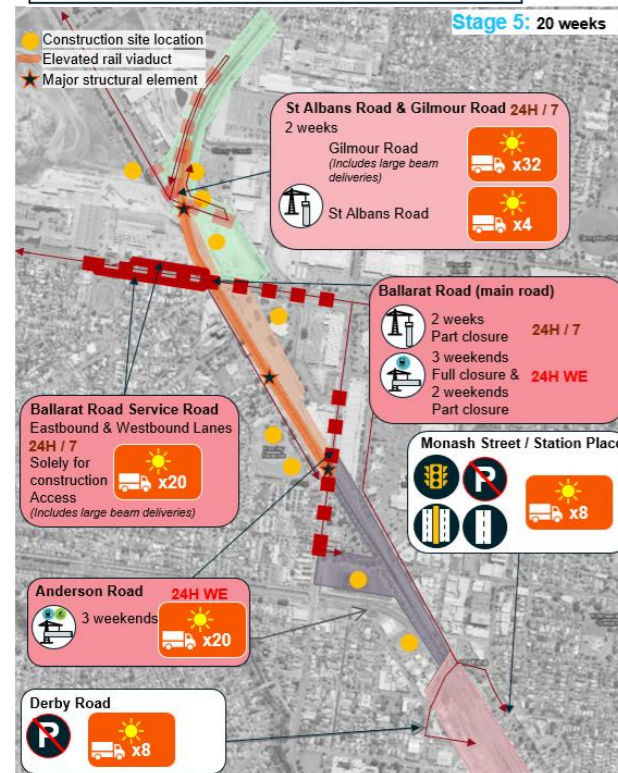 Stage 5: 20 weeks
Construction site location
Elevated rail viaduct
Major structural element
St Albans Road & Gilmour Road 24H / 7
2 weeks
Gilmour Road
(Includes large beam
deliveries)
x32
St Albans Road
x4
Ballarat Road (main road)
2 weeks
Part closure
24H / 7
3 weekends
Full closure &
2 weekends
Part closure
24H WE
Ballarat Road Service Road
Eastbound & Westbound Lanes
24H / 7
Solely for
construction
Access
(Includes large beam deliveries)
x20
Monash Street / Station Place
P
x8
Anderson Road 24H WE
3 weekends
x20
Derby Road
P
x8